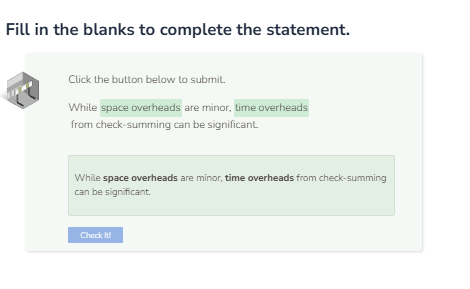 Fill in the blanks to complete the statement.
Click the button below to submit.
While space overheads are minor, time overheads
from check-summing can be significant.
While space overheads are minor, time overheads from check-summing
can be significant.
Check It!